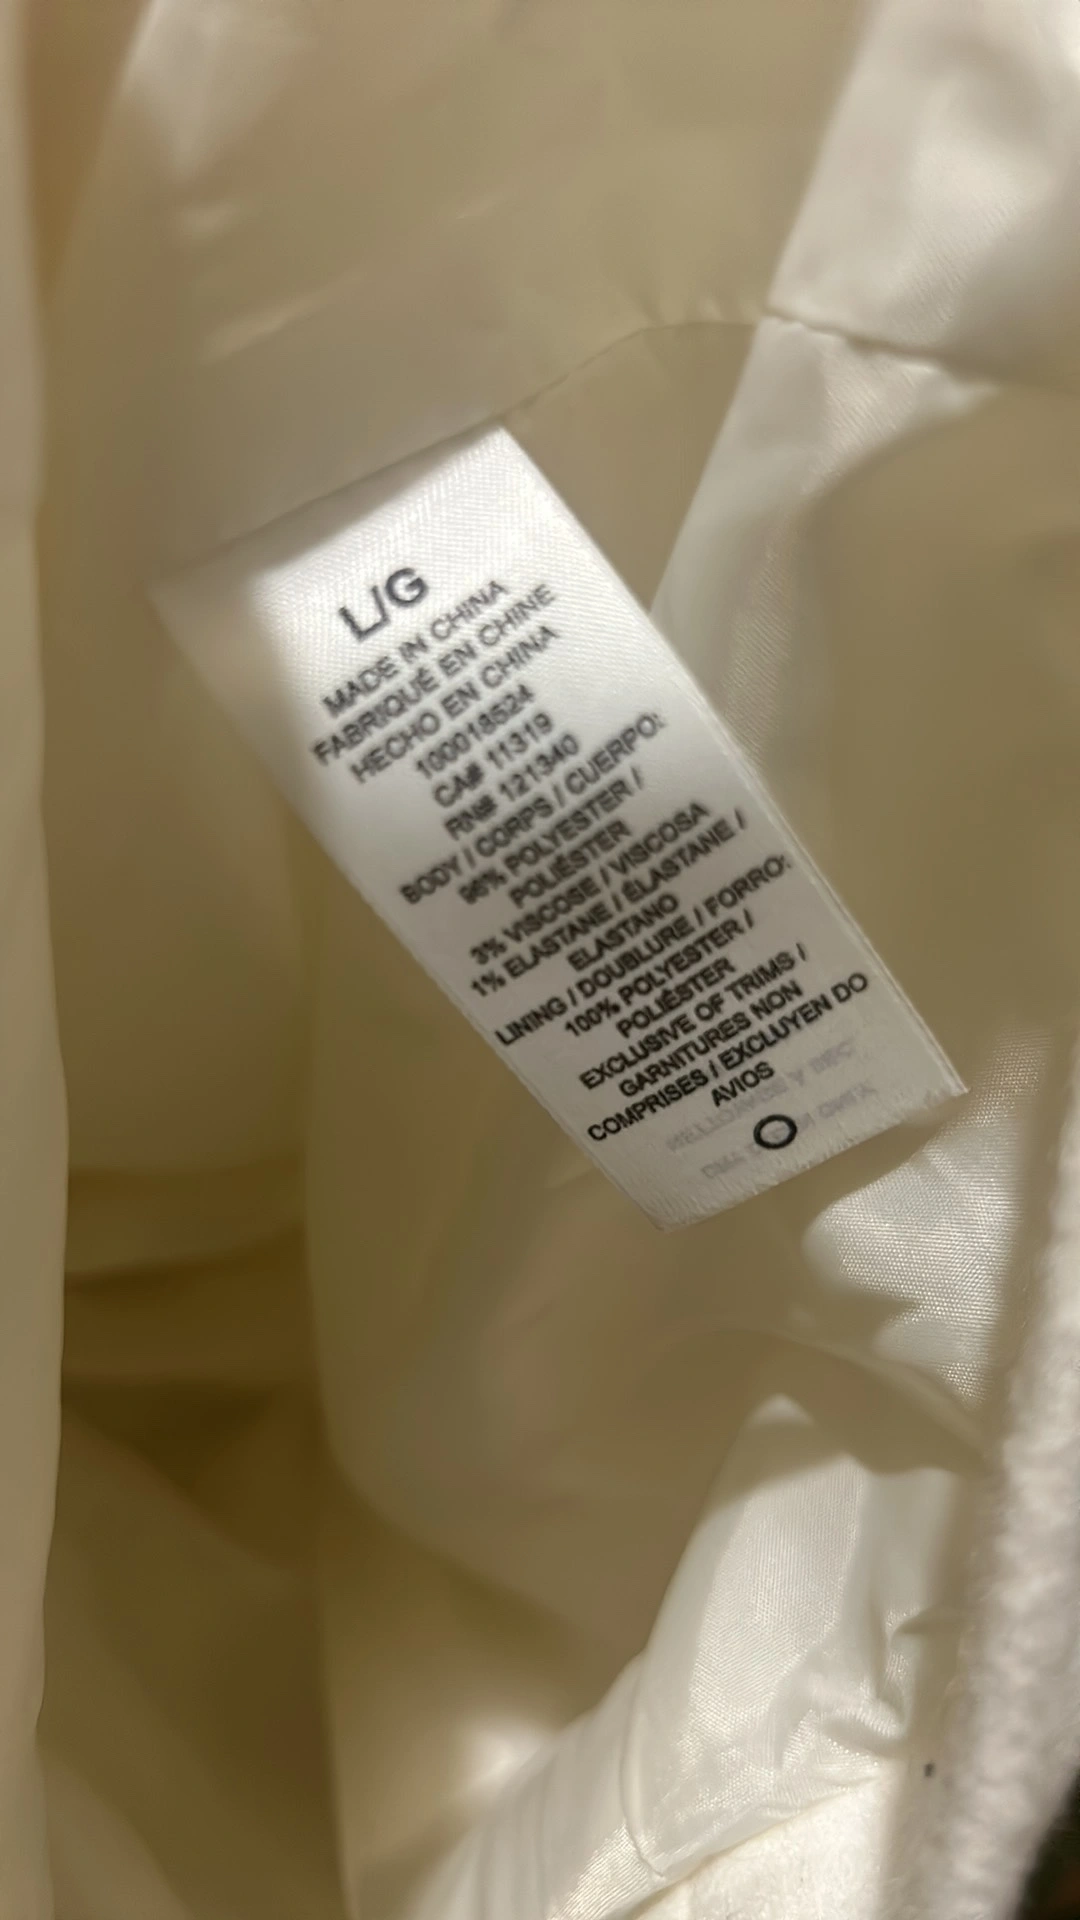 L/G
MADE IN CHINA
FABRIQUÉ EN CHINE
HECHO EN CHINA
100018524
CA# 11319
RN# 121340
BODY / CORPS / CUERPO:
96% POLYESTER /
POLIÉSTER
3% VISCOSE / VISCOSA
1% ELASTANE / ÉLASTANE /
ELASTANO
LINING / DOUBLURE / FORRO:
100% POLYESTER /
POLIÉSTER
EXCLUSIVE OF TRIMS /
GARNITURES NON
COMPRISES / EXCLUYEN DO
AVIOS